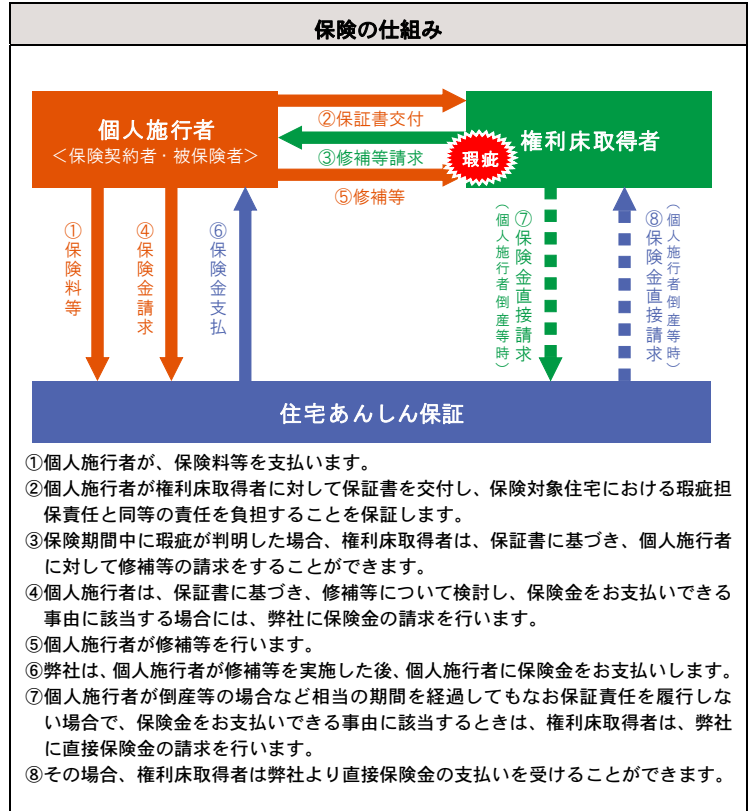 保険の仕組み
個人施行者
＜保険契約者・被保険者＞
②保証書交付
③修補等請求
⑤修補等
瑕疵
権利床取得者
①保険料等
④保険金請求
⑥保険金支払
⑦保険金直接請求
（個人施行者倒産等時）
⑧保険金直接請求
（個人施行者倒産等時）
住宅あんしん保証
①個人施行者が、保険料等を支払います。
②個人施行者が権利床取得者に対して保証書を交付し、保険対象住宅における瑕疵担
保責任と同等の責任を負担することを保証します。
③保険期間中に瑕疵が判明した場合、権利床取得者は、保証書に基づき、個人施行者
に対して修補等の請求をすることができます。
④個人施行者は、保証書に基づき、修補等について検討し、保険金をお支払いできる
事由に該当する場合には、弊社に保険金の請求を行います。
⑤個人施行者が修補等を行います。
⑥弊社は、個人施行者が修補等を実施した後、個人施行者に保険金をお支払いします。
⑦個人施行者が倒産等の場合など相当の期間を経過してもなお保証責任を履行しな
い場合で、保険金をお支払いできる事由に該当するときは、権利床取得者は、弊社
に直接保険金の請求を行います。
⑧その場合、権利床取得者は弊社より直接保険金の支払いを受けることができます。